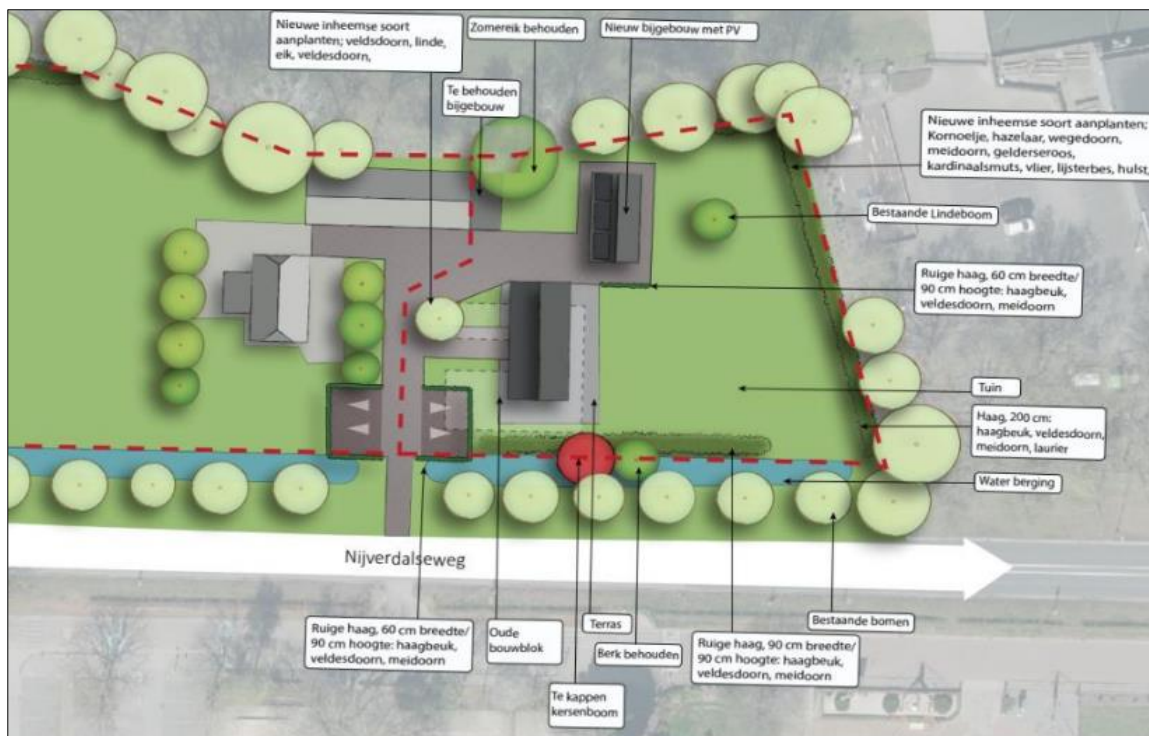 Nieuwe inheemse soort
aanplanten; veldsdoorn, linde,
eik, veldesdoorn,
Zomereik behouden
Nieuw bijgebouw met PV
Te behouden
bijgebouw
Nieuwe inheemse soort aanplanten;
Kornoelje, hazelaar, wegedoorn,
meidoorn, gelderseroos,
kardinaalsmuts, vlier, lijsterbes, hulst,
Bestaande Lindeboom
Ruige haag, 60 cm breedte/
90 cm hoogte: haagbeuk,
veldesdoorn, meidoorn
Tuin
Haag, 200 cm:
haagbeuk, veldesdoorn,
meidoorn, laurier
Water berging
Nijverdalseweg
Ruige haag, 60 cm breedte/
90 cm hoogte: haagbeuk,
veldesdoorn, meidoorn
Oude
bouwblok
Terras
Berk behouden
Te kappen
kersenboom
Ruige haag, 90 cm breedte/
90 cm hoogte: haagbeuk,
veldesdoorn, meidoorn
Bestaande bomen